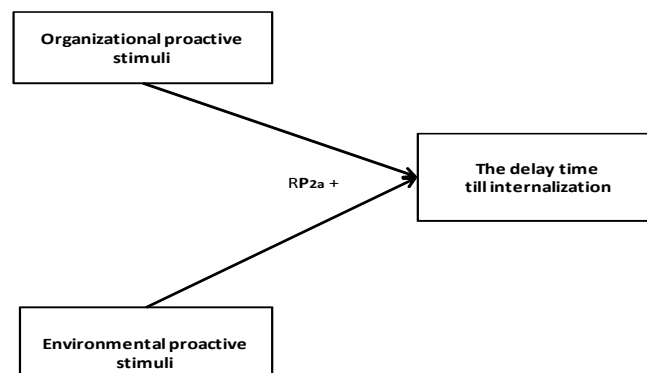 Organizational proactive
stimuli
The delay time
till internalization
RP2a +
Environmental proactive
stimuli